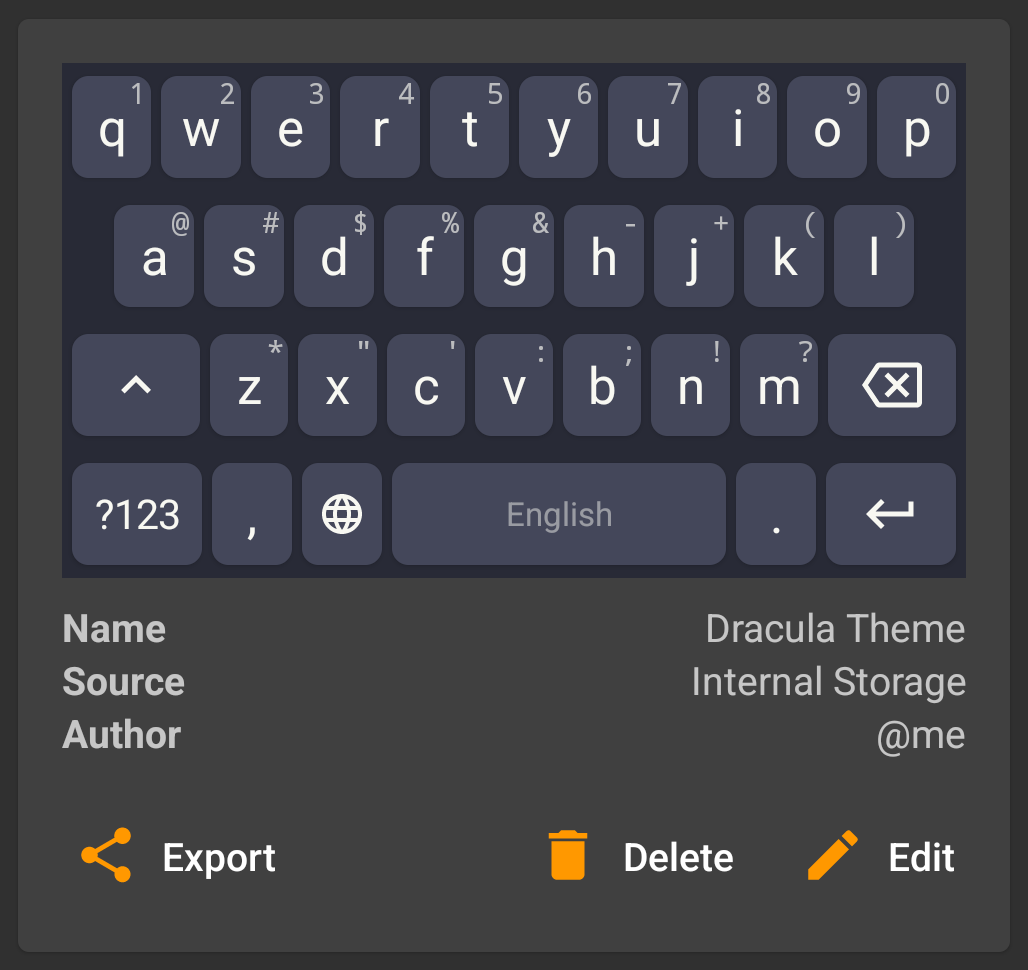 1 2 3 4 5 6 7 8 9 0
q w e r t y u i o p
@ # $ % & - + ( )
a s d f g h j k l
* " ' : ; ! ?
z x c v b n m
?123 , English .
Name Dracula Theme
Source Internal Storage
Author @me
Export Delete Edit